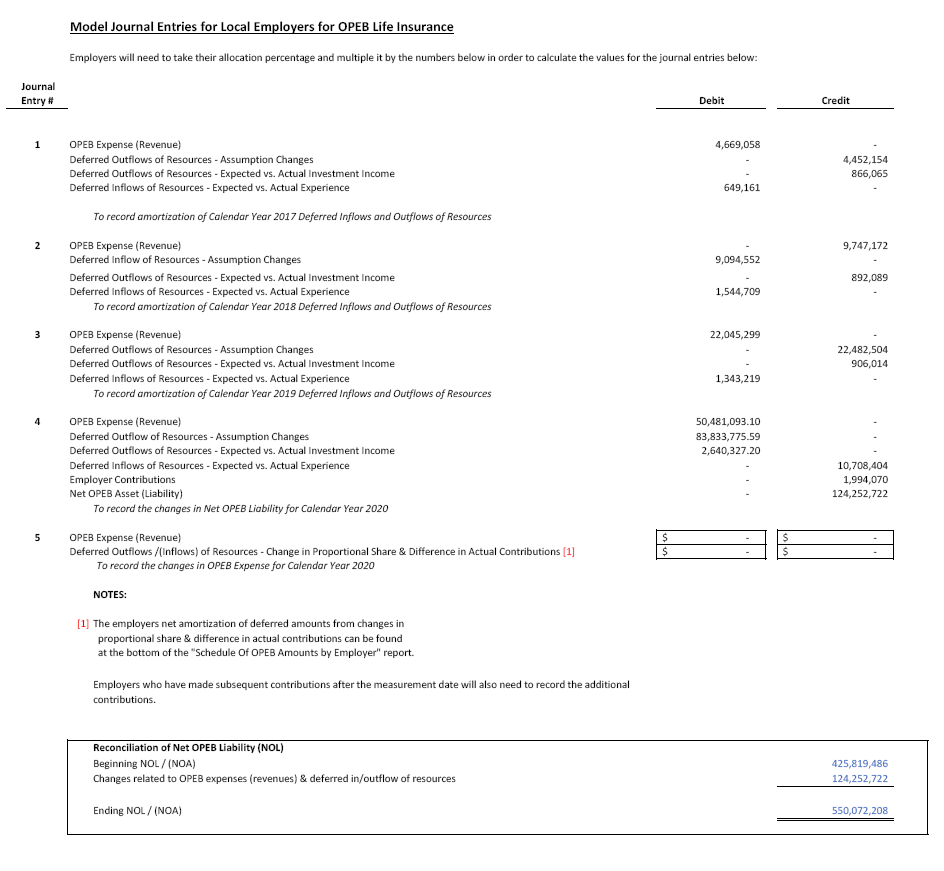 Model Journal Entries for Local Employers for OPEB Life Insurance
Employers will need to take their allocation percentage and multiple it by the numbers below in order to calculate the values for the journal entries below:
Journal
Entry # Debit Credit
1 OPEB Expense (Revenue) 4,669,058 -
Deferred Outflows of Resources - Assumption Changes - 4,452,154
Deferred Outflows of Resources - Expected vs. Actual Investment Income - 866,065
Deferred Inflows of Resources - Expected vs. Actual Experience 649,161 -
To record amortization of Calendar Year 2017 Deferred Inflows and Outflows of Resources
2 OPEB Expense (Revenue) - 9,747,172
Deferred Inflow of Resources - Assumption Changes 9,094,552 -
Deferred Outflows of Resources - Expected vs. Actual Investment Income - 892,089
Deferred Inflows of Resources - Expected vs. Actual Experience 1,544,709 -
To record amortization of Calendar Year 2018 Deferred Inflows and Outflows of Resources
3 OPEB Expense (Revenue) 22,045,299 -
Deferred Outflows of Resources - Assumption Changes - 22,482,504
Deferred Outflows of Resources - Expected vs. Actual Investment Income - 906,014
Deferred Inflows of Resources - Expected vs. Actual Experience 1,343,219 -
To record amortization of Calendar Year 2019 Deferred Inflows and Outflows of Resources
4 OPEB Expense (Revenue) 50,481,093.10 -
Deferred Outflow of Resources - Assumption Changes 83,833,775.59 -
Deferred Outflows of Resources - Expected vs. Actual Investment Income 2,640,327.20 -
Deferred Inflows of Resources - Expected vs. Actual Experience - 10,708,404
Employer Contributions - 1,994,070
Net OPEB Asset (Liability) - 124,252,722
To record the changes in Net OPEB Liability for Calendar Year 2020
5 OPEB Expense (Revenue) $ - $ -
Deferred Outflows /(Inflows) of Resources - Change in Proportional Share & Difference in Actual Contributions [1] $ - $ -
To record the changes in OPEB Expense for Calendar Year 2020
NOTES:
[1] The employers net amortization of deferred amounts from changes in
proportional share & difference in actual contributions can be found
at the bottom of the "Schedule Of OPEB Amounts by Employer" report.
Employers who have made subsequent contributions after the measurement date will also need to record the additional
contributions.
Reconciliation of Net OPEB Liability (NOL)
Beginning NOL / (NOA) 425,819,486
Changes related to OPEB expenses (revenues) & deferred in/outflow of resources 124,252,722
Ending NOL / (NOA) 550,072,208